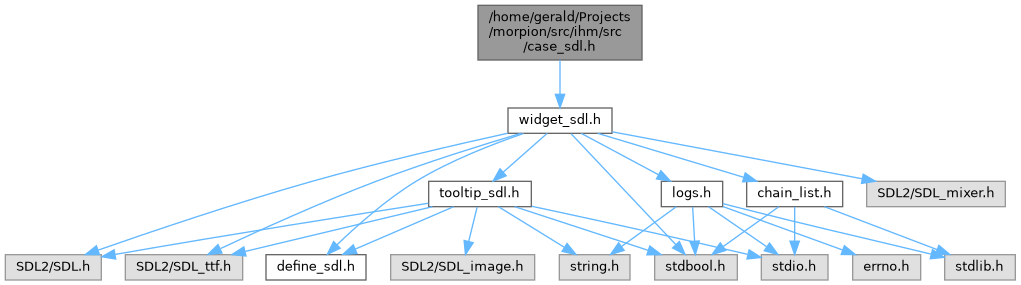 /home/gerald/Projects
/morpion/src/ihm/src
/case_sdl.h
widget_sdl.h
tooltip_sdl.h
logs.h
chain_list.h
SDL2/SDL_mixer.h
SDL2/SDL.h
SDL2/SDL_ttf.h
define_sdl.h
SDL2/SDL_image.h
string.h
stdbool.h
stdio.h
errno.h
stdlib.h